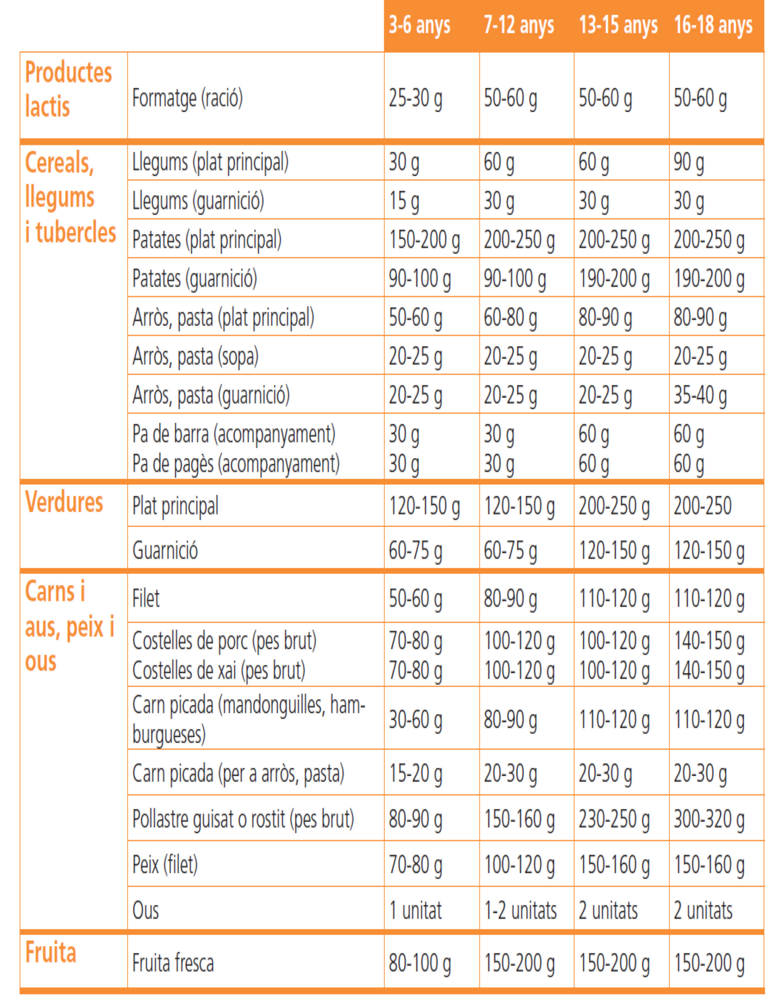 3-6 anys 7-12 anys 13-15 anys 16-18 anys
Productes
lactis
Formatge (ració) 25-30 g 50-60 g 50-60 g 50-60 g
Cereals,
llegums
i tubercles
Llegums (plat principal) 30 g 60 g 60 g 90 g
Llegums (guarnició) 15 g 30 g 30 g 30 g
Patates (plat principal) 150-200 g 200-250 g 200-250 g 200-250 g
Patates (guarnició) 90-100 g 90-100 g 190-200 g 190-200 g
Arròs, pasta (plat principal) 50-60 g 60-80 g 80-90 g 80-90 g
Arròs, pasta (sopa) 20-25 g 20-25 g 20-25 g 20-25 g
Arròs, pasta (guarnició) 20-25 g 20-25 g 20-25 g 35-40 g
Pa de barra (acompanyament) 30 g 30 g 60 g 60 g
Pa de pagès (acompanyament) 30 g 30 g 60 g 60 g
Verdures
Plat principal 120-150 g 120-150 g 200-250 g 200-250
Guarnició 60-75 g 60-75 g 120-150 g 120-150 g
Carns i
aus, peix i
ous
Filet 50-60 g 80-90 g 110-120 g 110-120 g
Costelles de porc (pes brut) 70-80 g 100-120 g 100-120 g 140-150 g
Costelles de xai (pes brut) 70-80 g 100-120 g 100-120 g 140-150 g
Carn picada (mandonguilles, ham-
burgueses) 30-60 g 80-90 g 110-120 g 110-120 g
Carn picada (per a arròs, pasta) 15-20 g 20-30 g 20-30 g 20-30 g
Pollastre guisat o rostit (pes brut) 80-90 g 150-160 g 230-250 g 300-320 g
Peix (filet) 70-80 g 100-120 g 150-160 g 150-160 g
Ous 1 unitat 1-2 unitats 2 unitats 2 unitats
Fruita
Fruita fresca 80-100 g 150-200 g 150-200 g 150-200 g